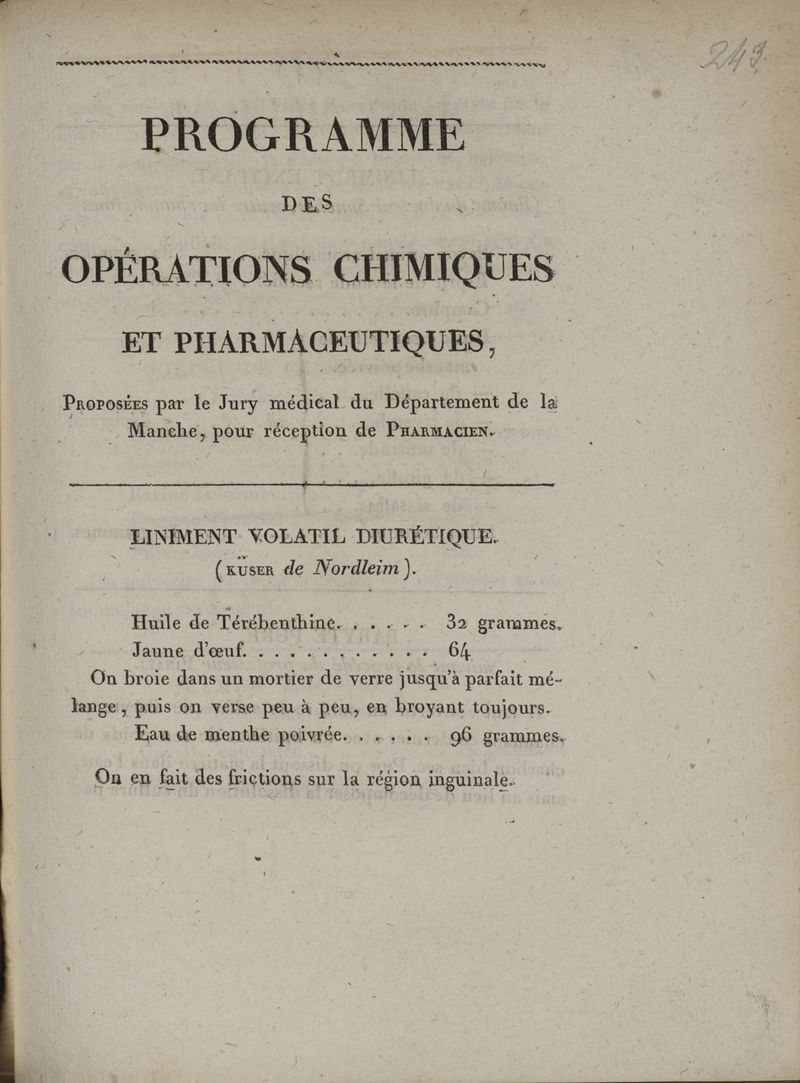 243.
PROGRAMME
DES
OPÉRATIONS CHIMIQUES
ET PHARMACEUTIQUES,
PROPOSÉES par le Jury médical du Département de la
Manche, pour réception de PHARMACIEN.
LINIMENT VOLATIL DIURÉTIQUE.
(KÜSER de Nordleim).
Huile de Térébenthine. . . . . . 32 grammes.
Jaune d'œuf. . . . . . . . . . . . 64
On broie dans un mortier de verre jusqu'à parfait mé-
lange, puis on verse peu à peu, en broyant toujours.
Eau de menthe poivrée. . . . . . 96 grammes.
On en fait des frictions sur la région inguinale.